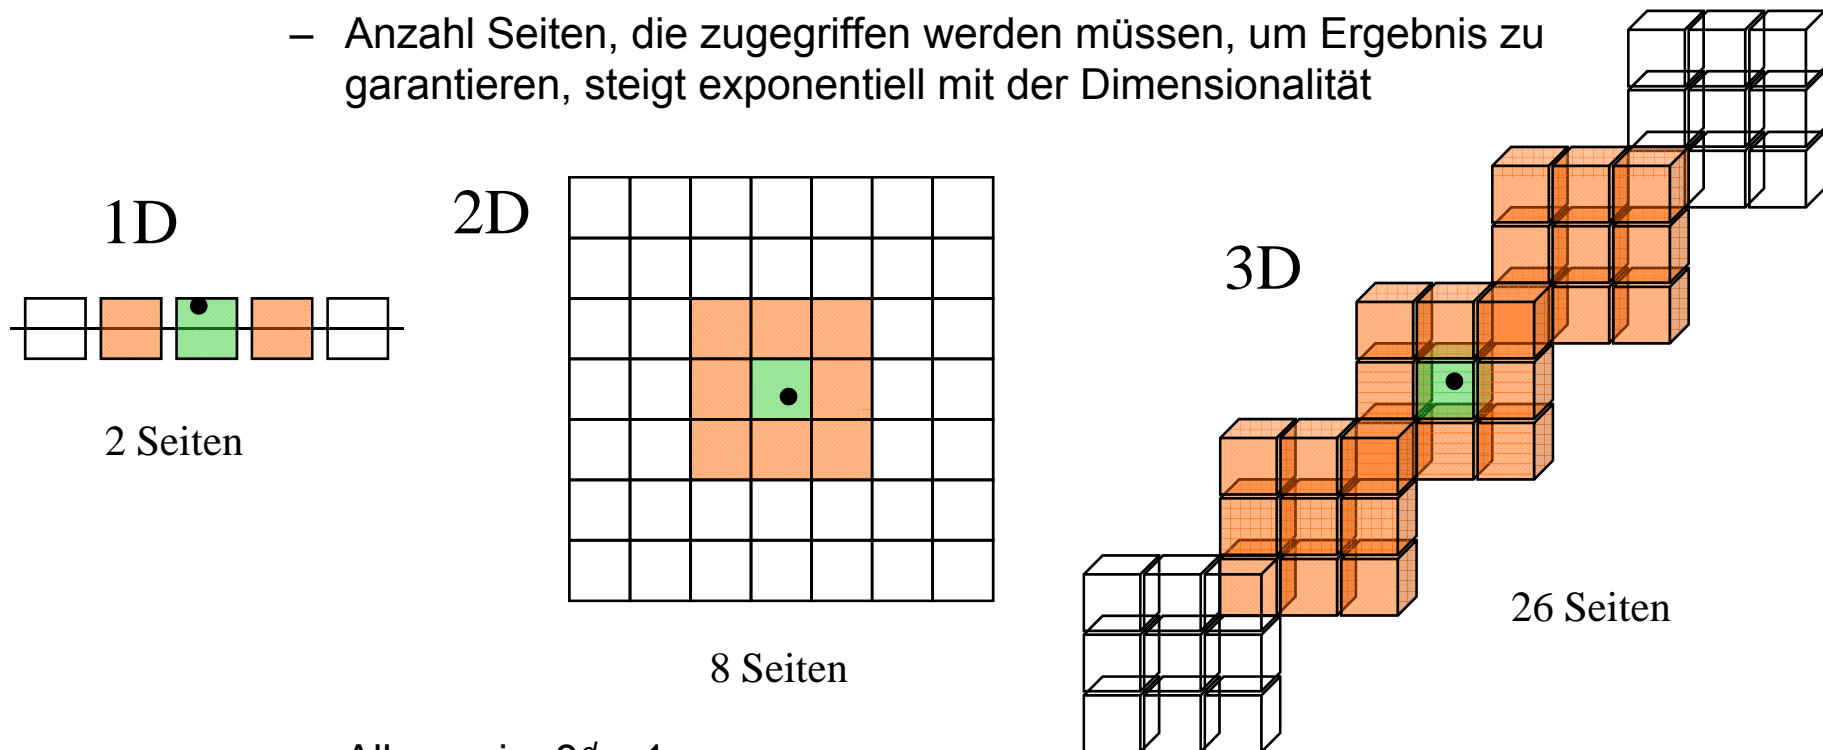 – Anzahl Seiten, die zugegriffen werden müssen, um Ergebnis zu
garantieren, steigt exponentiell mit der Dimensionalität
1D
2D
3D
2 Seiten
8 Seiten
26 Seiten